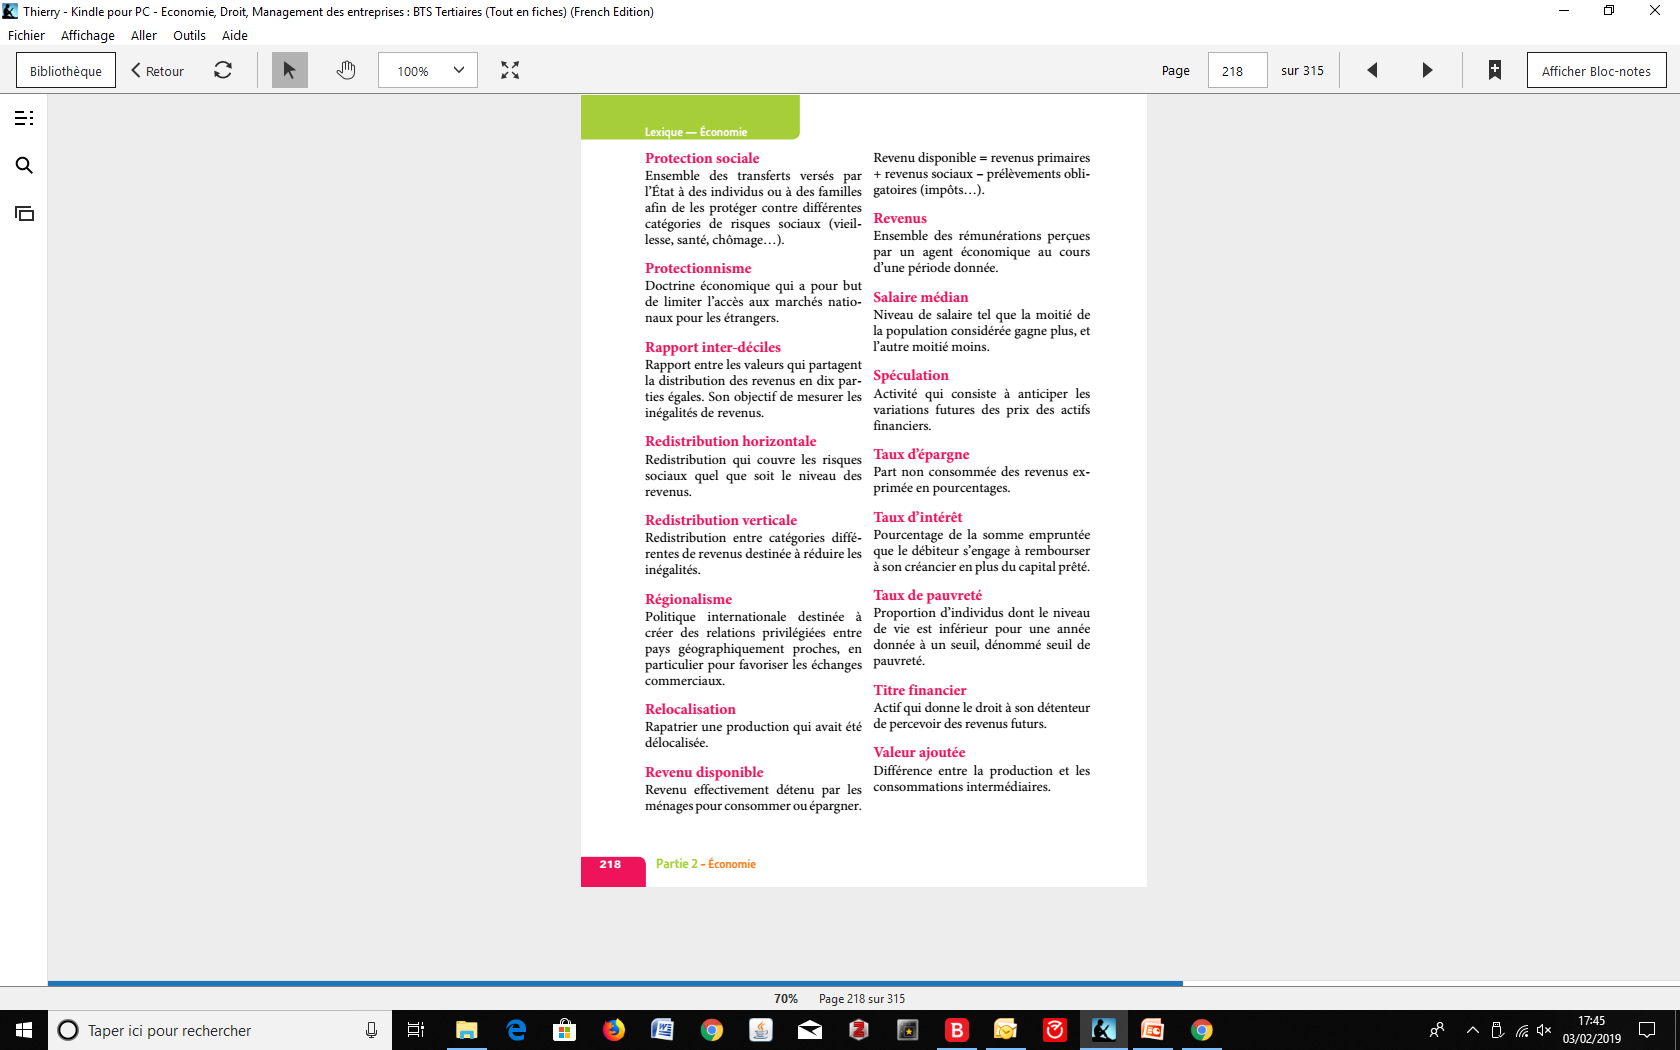 Thierry - Kindle pour PC - Economie, Droit, Management des entreprises : BTS Tertiaires (Tout en fiches) (French Edition)
Fichier Affichage Aller Outils Aide
Bibliothèque Retour 100% Page 218 sur 315 Afficher Bloc-notes
Lexique — Économie
Protection sociale
Ensemble des transferts versés par
l’État à des individus ou à des familles
afin de les protéger contre différentes
catégories de risques sociaux (vieil-
lesse, santé, chômage…).
Protectionnisme
Doctrine économique qui a pour but
de limiter l’accès aux marchés natio-
naux pour les étrangers.
Rapport inter-déciles
Rapport entre les valeurs qui partagent
la distribution des revenus en dix par-
ties égales. Son objectif de mesurer les
inégalités de revenus.
Redistribution horizontale
Redistribution qui couvre les risques
sociaux quel que soit le niveau des
revenus.
Redistribution verticale
Redistribution entre catégories diffé-
rentes de revenus destinée à réduire les
inégalités.
Régionalisme
Politique internationale destinée à
créer des relations privilégiées entre
pays géographiquement proches, en
particulier pour favoriser les échanges
commerciaux.
Relocalisation
Rapatrier une production qui avait été
délocalisée.
Revenu disponible
Revenu effectivement détenu par les
ménages pour consommer ou épargner.
Revenu disponible = revenus primaires
+ revenus sociaux – prélèvements obli-
gatoires (impôts…).
Revenus
Ensemble des rémunérations perçues
par un agent économique au cours
d’une période donnée.
Salaire médian
Niveau de salaire tel que la moitié de
la population considérée gagne plus, et
l’autre moitié moins.
Spéculation
Activité qui consiste à anticiper les
variations futures des prix des actifs
financiers.
Taux d’épargne
Part non consommée des revenus ex-
primée en pourcentages.
Taux d’intérêt
Pourcentage de la somme empruntée
que le débiteur s’engage à rembourser
à son créancier en plus du capital prêté.
Taux de pauvreté
Proportion d’individus dont le niveau
de vie est inférieur pour une année
donnée à un seuil, dénommé seuil de
pauvreté.
Titre financier
Actif qui donne le droit à son détenteur
de percevoir des revenus futurs.
Valeur ajoutée
Différence entre la production et les
consommations intermédiaires.
218 Partie 2 – Économie
70% Page 218 sur 315
Taper ici pour rechercher
17:45
03/02/2019